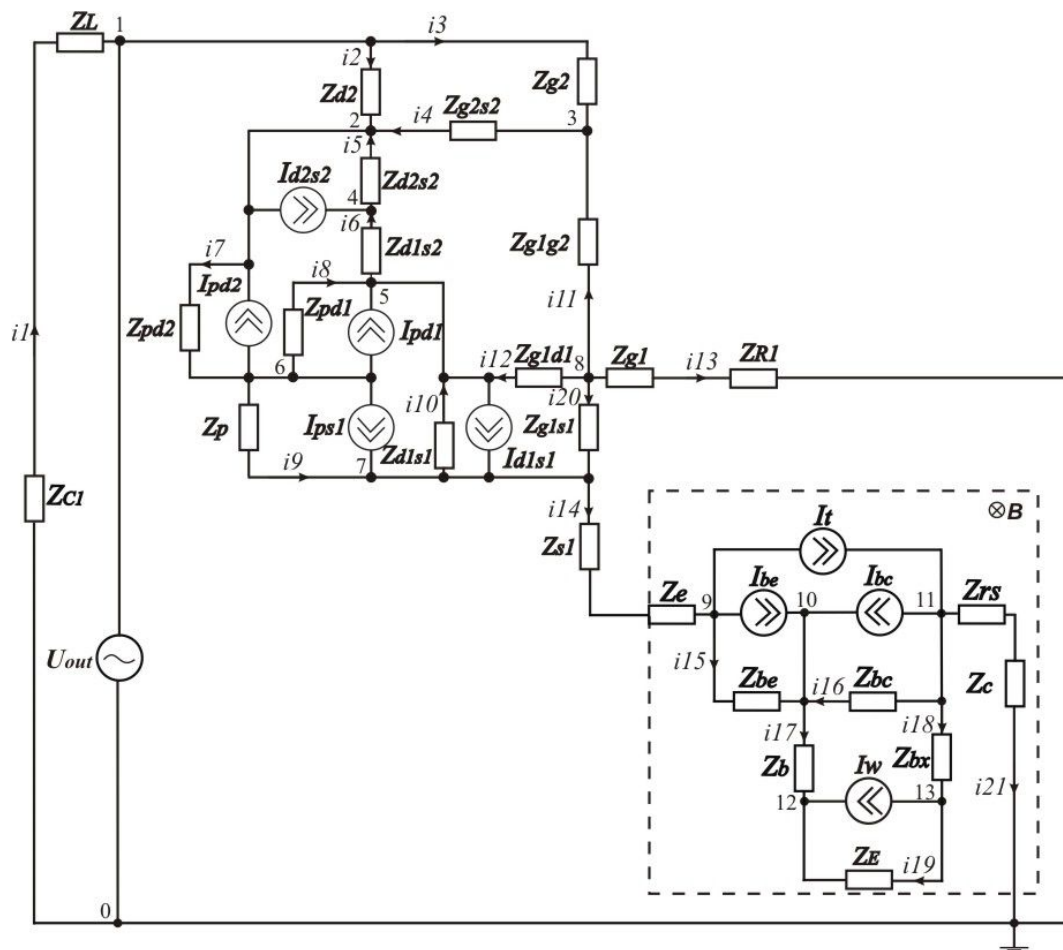 ZL 1 i3
i2 Zd2 Zg2
2 i4 Zg2s2 3
i5
Id2s2 Zd2s2
4
i6
i7 Zd1s2 Zg1g2
i8
Ipd2 Zpd1 5 i11
i1 Zpd2 Ipd1
6 i12 Zg1d1 8 Zg1 i13 ZR1
i10 i20
Zp Ips1 Zg1s1
Zd1s1 Id1s1
i9 7
ZC1 i14
It ⊗B
Zs1
Ibe Ibc
Ze 9 10 11 Zrs
Uout i15
Zbe i16 Zbc Zc
i17 i18
Zb Iw Zbx
12 13 i21
ZE i19
0